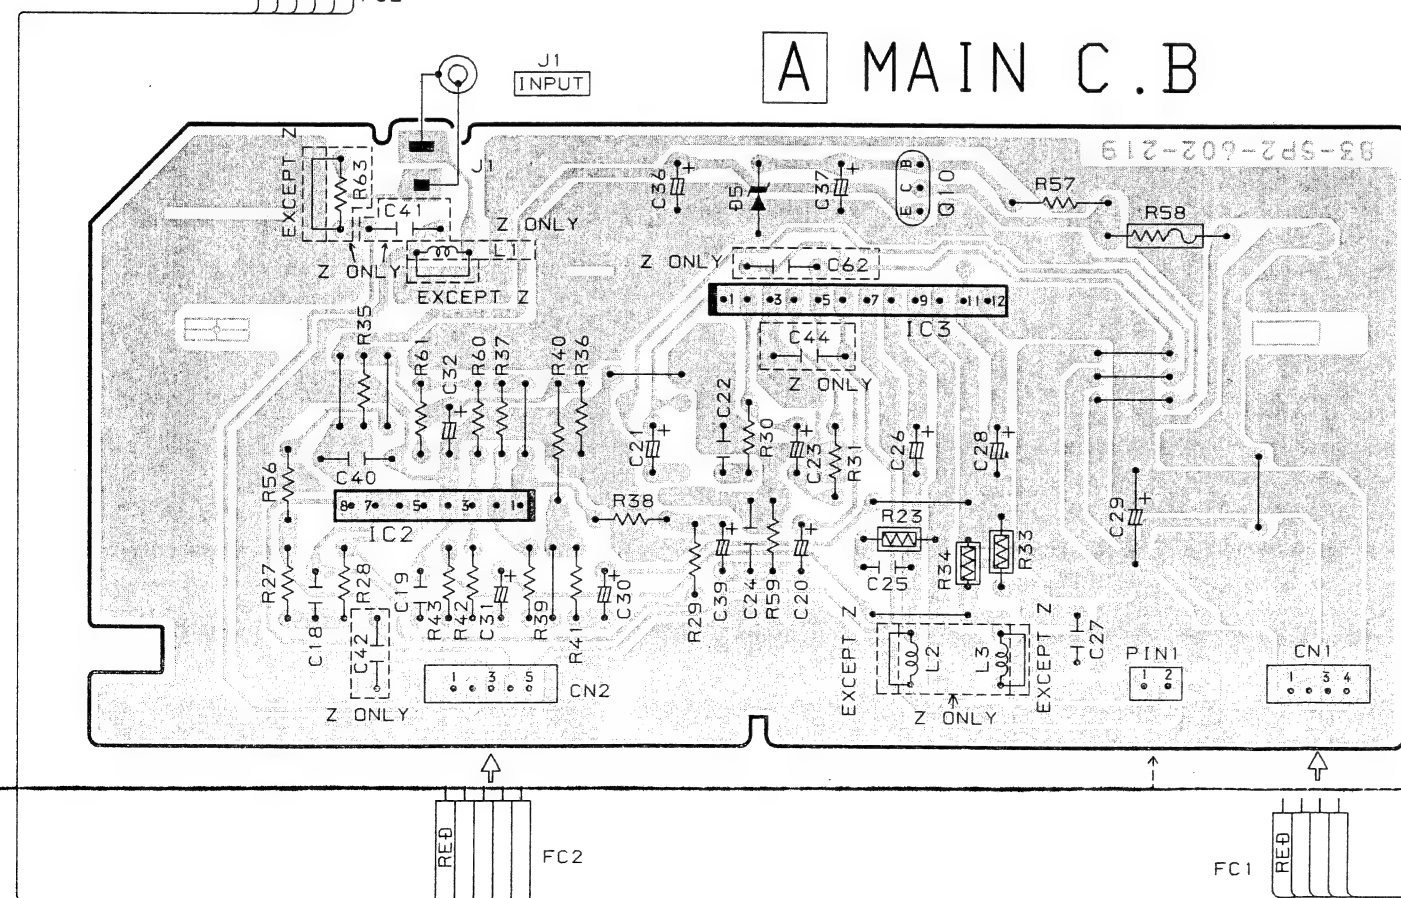 A MAIN C.B
J1
INPUT
83-SP2-602-219
EXCEPT Z
R63
J1
C41
Z ONLY
L1
Z ONLY
EXCEPT Z
C36
D5
C37
B C E
Q10
R57
R58
Z ONLY
C62
1 3 5 7 9 11 12
IC3
C44
Z ONLY
R35
R61
C32
R60
R37
R40
R36
C22
R30
C21
C23
R31
C26
C28
R56
C40
8 7 5 3 1
IC2
R38
R23
C29
R27
C18
R28
C19
R43
R42
C31
R39
R41
C30
R29
C39
C24
R59
C20
C25
R34
R33
C42
Z ONLY
1 3 5
CN2
EXCEPT Z
L2
L3
EXCEPT Z
Z ONLY
C27
PIN1
1 2
CN1
1 3 4
RED
FC2
FC1
RED